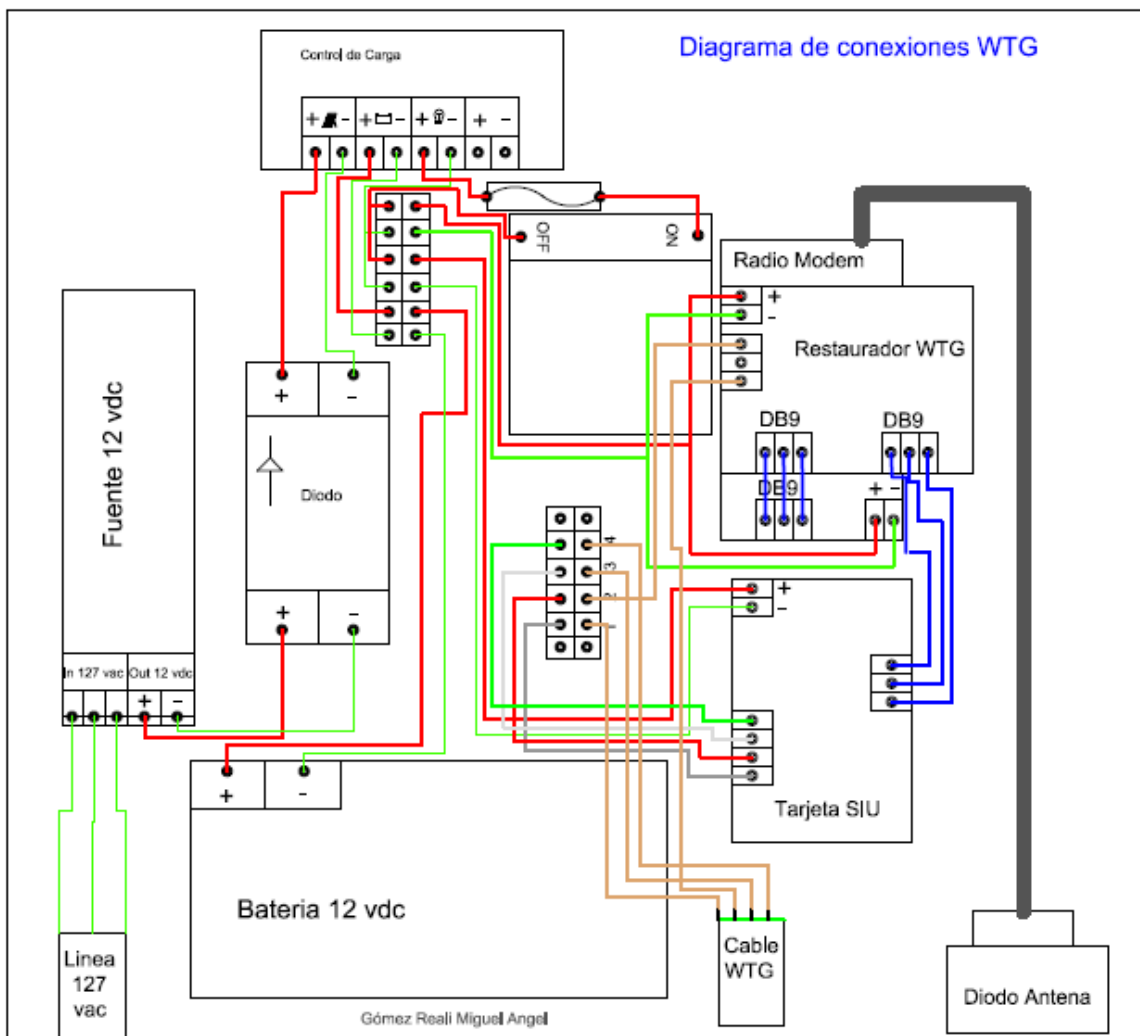 Diagrama de conexiones WTG
Control de Carga
+ - + - + - + -
OFF
ON
Radio Modem
+
-
Restaurador WTG
DB9
DB9
DB9
+ -
Fuente 12 vdc
+
-
Diodo
+
-
In 127 vac
Out 12 vdc
+
-
4
3
2
1
+
-
Tarjeta SIU
+
-
Bateria 12 vdc
Linea
127
vac
Cable
WTG
Diodo Antena
Gómez Reali Miguel Angel